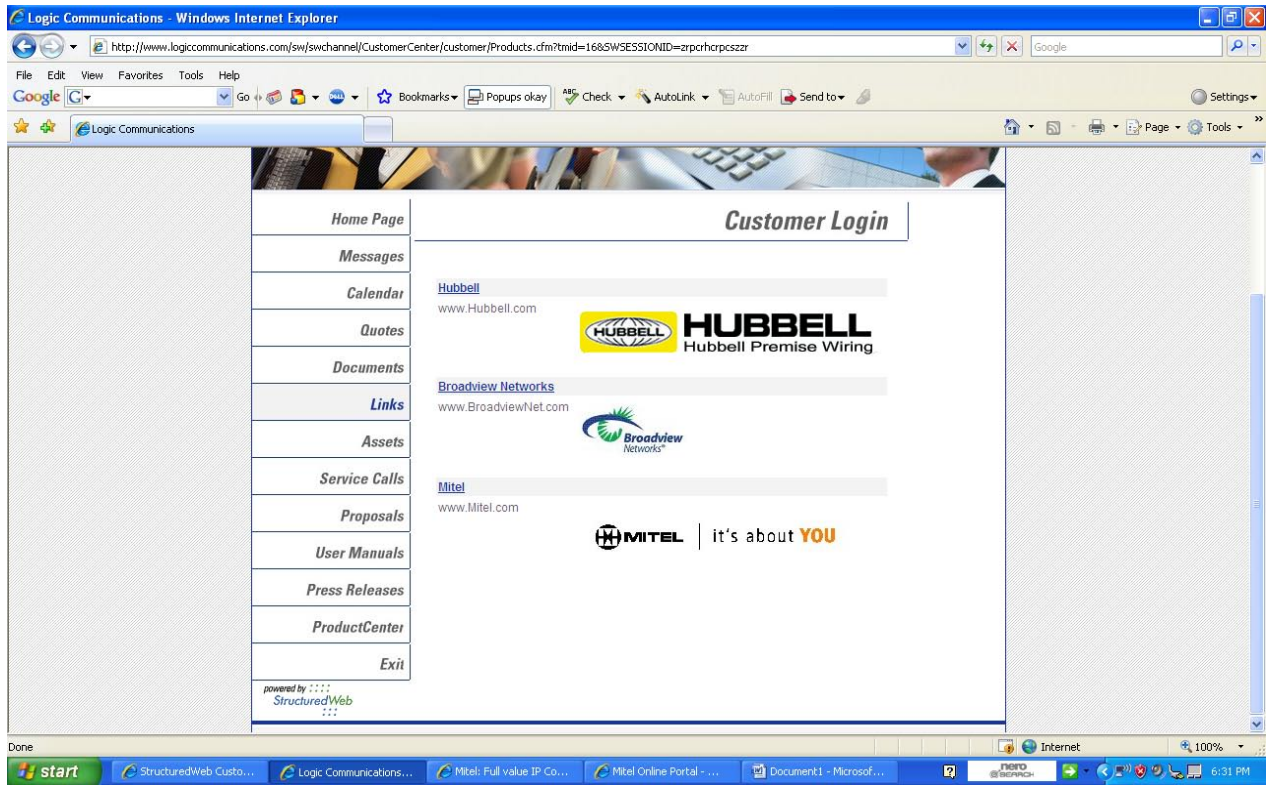 Logic Communications - Windows Internet Explorer
http://www.logiccommunications.com/sw/swchannel/CustomerCenter/customer/Products.cfm?tmid=168&SWSESSIONID=zrpcrhcrpcszzr
Google
File Edit View Favorites Tools Help
Google G Go Bookmarks Popups okay ABC Check AutoLink AutoFill Send to Settings
Logic Communications Page Tools »
Home Page
Customer Login
Messages
Calendar
Hubbell
www.Hubbell.com
HUBBELL HUBBELL
Hubbell Premise Wiring
Quotes
Documents
Broadview Networks
www.BroadviewNet.com
Broadview
Networks
Links
Assets
Service Calls
Mitel
www.Mitel.com
MITEL | it's about YOU
Proposals
User Manuals
Press Releases
ProductCenter
Exit
powered by
StructuredWeb
Done Internet 100%
start StructuredWeb Custo... Logic Communications... Mitel: Full value IP Co... Mitel Online Portal - ... Document1 - Microsof... nero SEARCH 6:31 PM